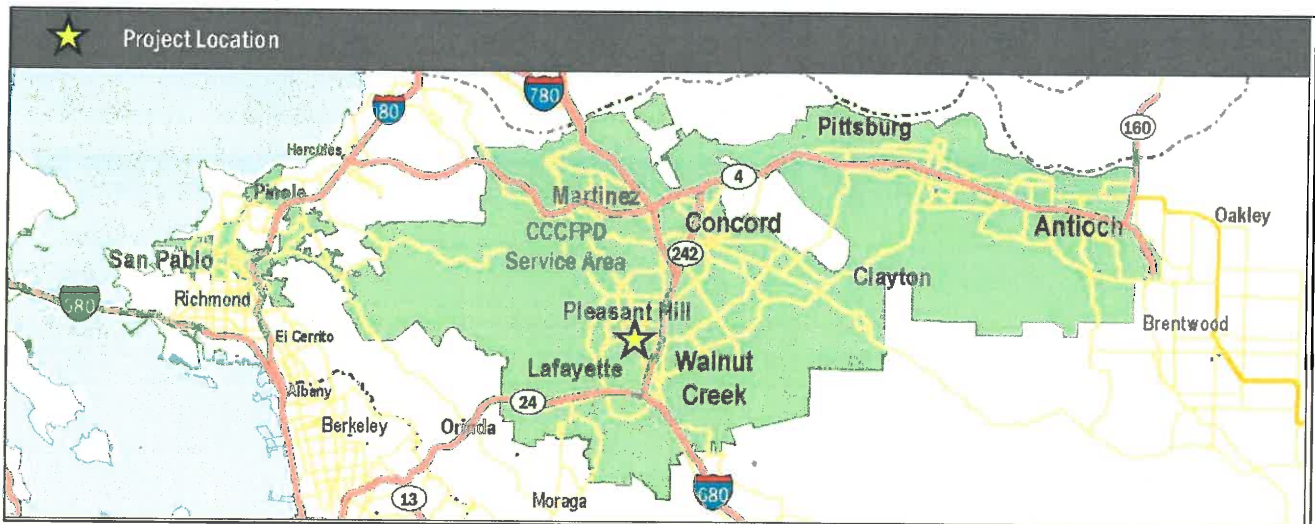 Project Location
80
780
160
Pittsburg
Hercules
4
Pinole
Martinez
Concord
Antioch
Oakley
CCCFPD
Service Area
242
San Pablo
Clayton
Richmond
680
Pleasant Hill
El Cerrito
Brentwood
Lafayette
Walnut
Creek
Albany
24
Berkeley
Orinda
13
Moraga
680